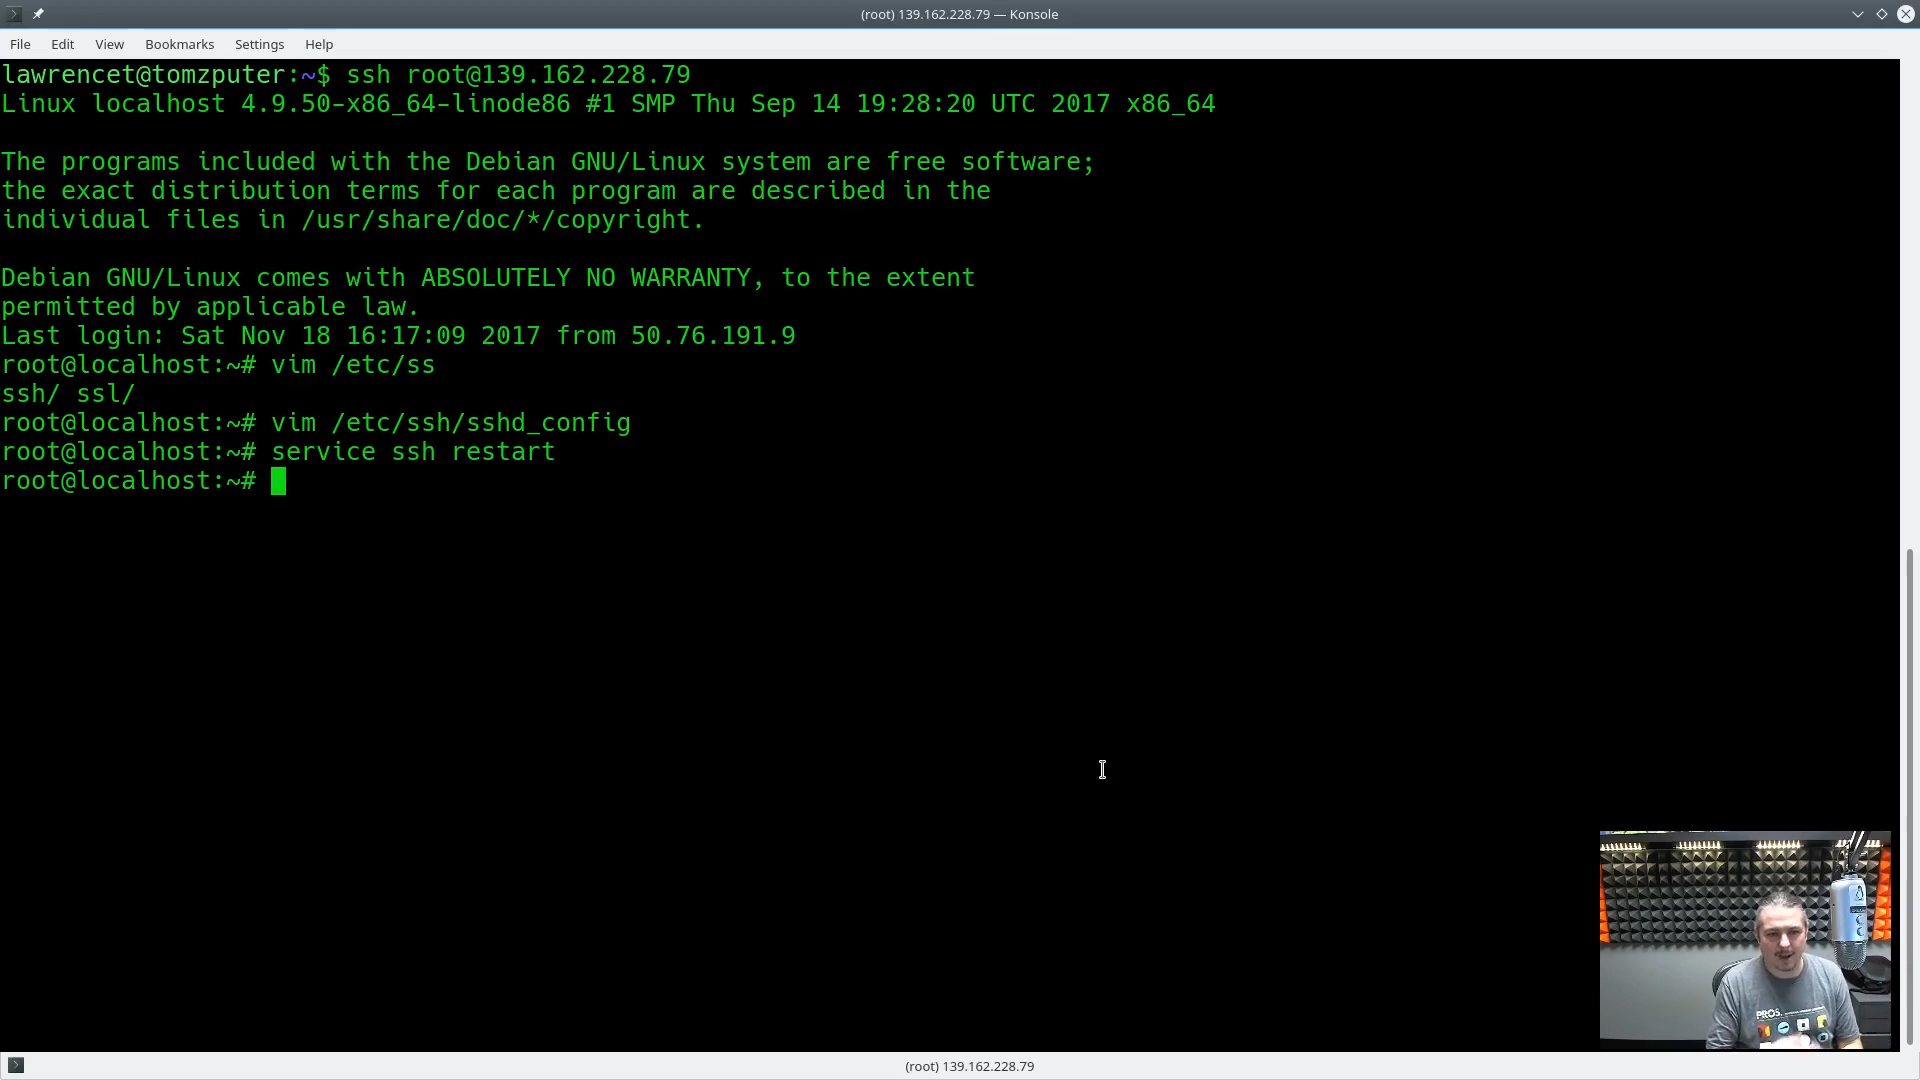 (root) 139.162.228.79 — Konsole
File Edit View Bookmarks Settings Help
lawrencet@tomzputer:~$ ssh root@139.162.228.79
Linux localhost 4.9.50-x86_64-linode86 #1 SMP Thu Sep 14 19:28:20 UTC 2017 x86_64
The programs included with the Debian GNU/Linux system are free software;
the exact distribution terms for each program are described in the
individual files in /usr/share/doc/*/copyright.
Debian GNU/Linux comes with ABSOLUTELY NO WARRANTY, to the extent
permitted by applicable law.
Last login: Sat Nov 18 16:17:09 2017 from 50.76.191.9
root@localhost:~# vim /etc/ss
ssh/ ssl/
root@localhost:~# vim /etc/ssh/sshd_config
root@localhost:~# service ssh restart
root@localhost:~#
PROS.
(root) 139.162.228.79